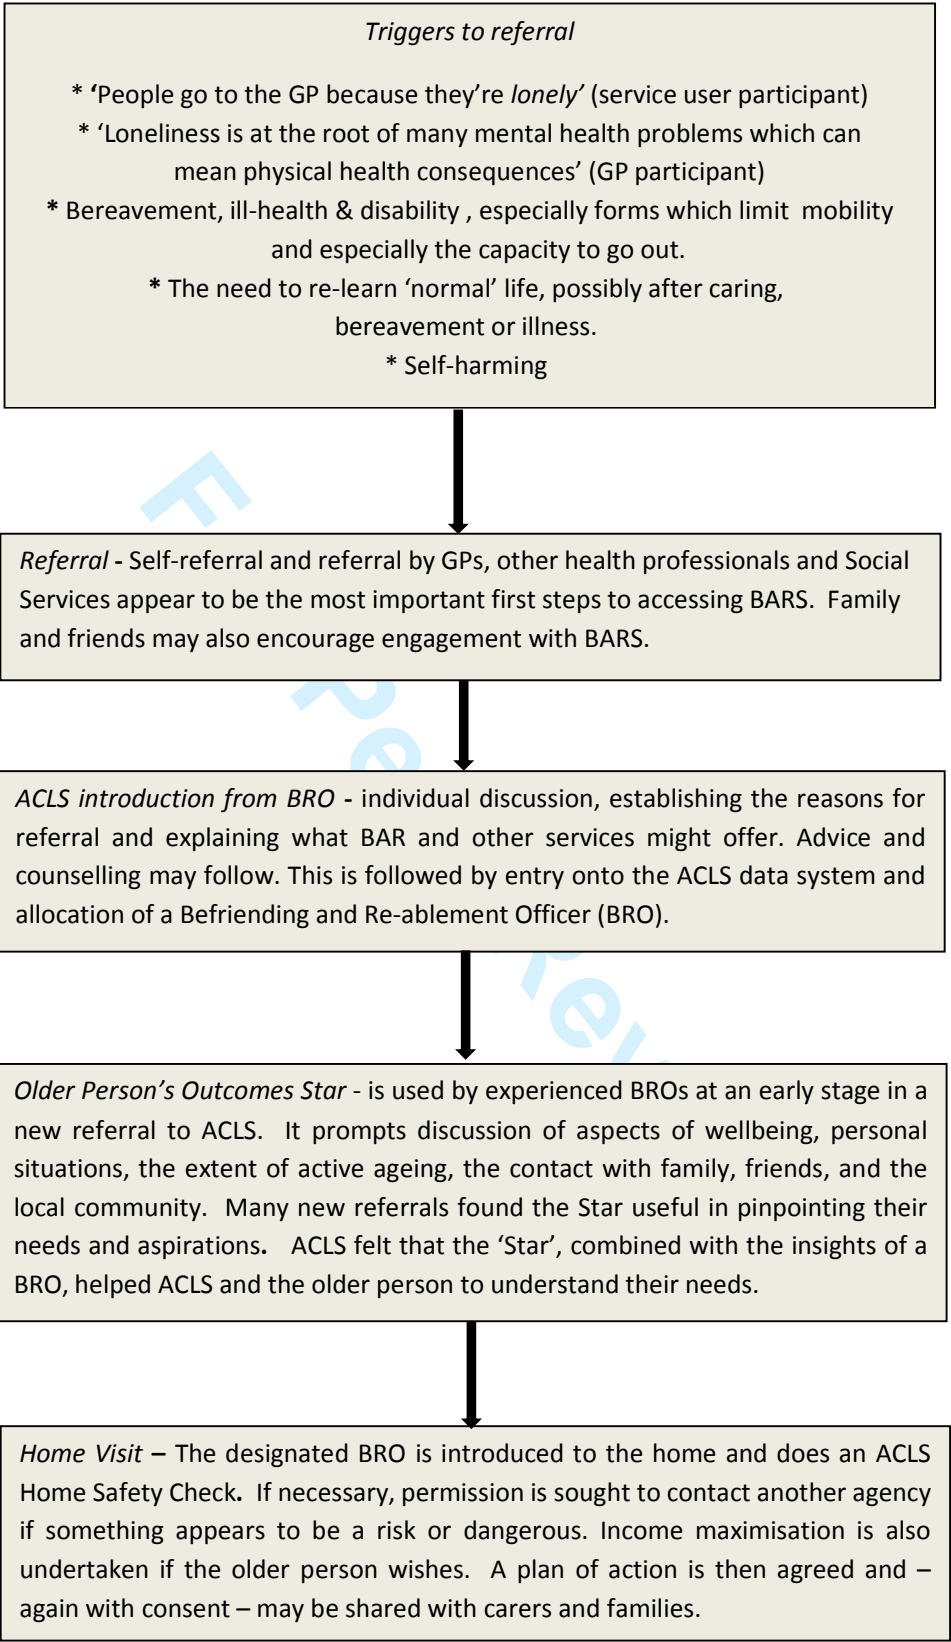 Triggers to referral
* ‘People go to the GP because they’re lonely’ (service user participant)
* ‘Loneliness is at the root of many mental health problems which can
mean physical health consequences’ (GP participant)
* Bereavement, ill-health & disability , especially forms which limit mobility
and especially the capacity to go out.
* The need to re-learn ‘normal’ life, possibly after caring,
bereavement or illness.
* Self-harming
Referral - Self-referral and referral by GPs, other health professionals and Social
Services appear to be the most important first steps to accessing BARS. Family
and friends may also encourage engagement with BARS.
ACLS introduction from BRO - individual discussion, establishing the reasons for
referral and explaining what BAR and other services might offer. Advice and
counselling may follow. This is followed by entry onto the ACLS data system and
allocation of a Befriending and Re-ablement Officer (BRO).
Older Person’s Outcomes Star - is used by experienced BROs at an early stage in a
new referral to ACLS. It prompts discussion of aspects of wellbeing, personal
situations, the extent of active ageing, the contact with family, friends, and the
local community. Many new referrals found the Star useful in pinpointing their
needs and aspirations. ACLS felt that the ‘Star’, combined with the insights of a
BRO, helped ACLS and the older person to understand their needs.
Home Visit – The designated BRO is introduced to the home and does an ACLS
Home Safety Check. If necessary, permission is sought to contact another agency
if something appears to be a risk or dangerous. Income maximisation is also
undertaken if the older person wishes. A plan of action is then agreed and –
again with consent – may be shared with carers and families.